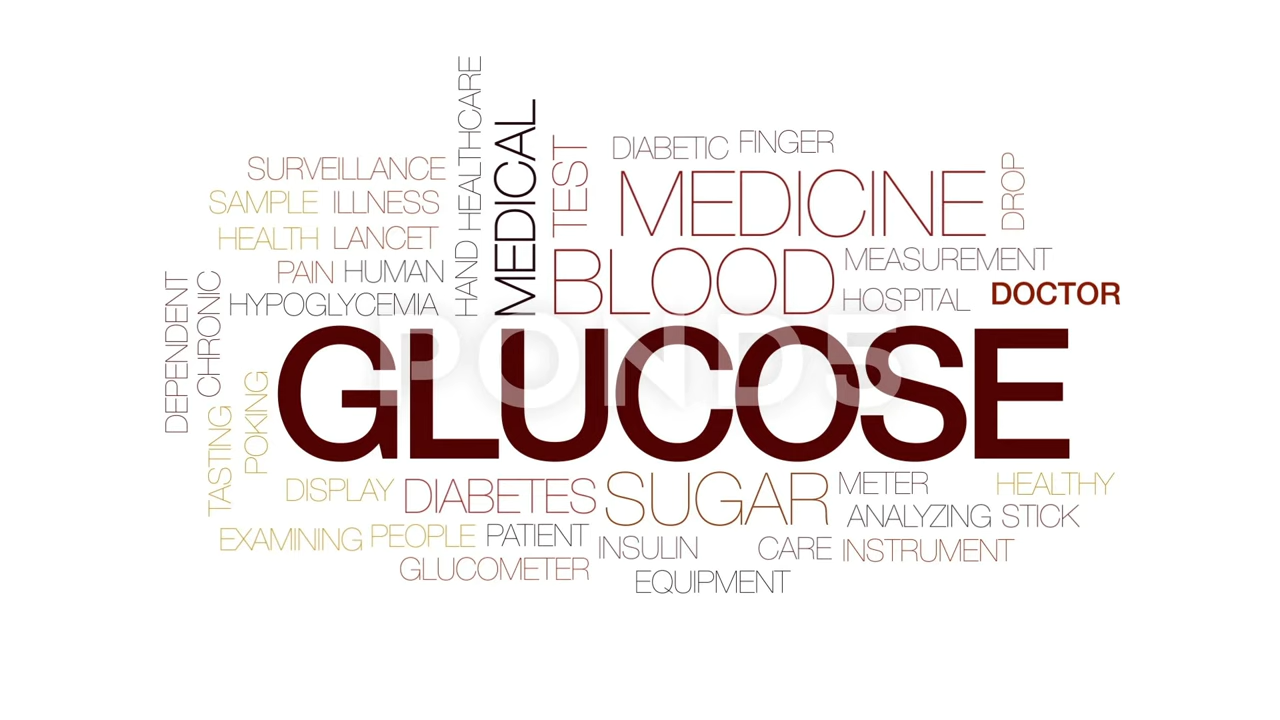 HEALTHCARE
HAND
MEDICAL
TEST
DIABETIC
FINGER
SURVEILLANCE
MEDICINE
DROP
SAMPLE
ILLNESS
HEALTH
LANCET
BLOOD
MEASUREMENT
PAIN
HUMAN
HYPOGLYCEMIA
HOSPITAL
DOCTOR
DEPENDENT
CHRONIC
GLUCOSE
POND5
TASTING
POKING
DISPLAY
DIABETES
SUGAR
METER
HEALTHY
ANALYZING
STICK
EXAMINING
PEOPLE
PATIENT
INSULIN
CARE
INSTRUMENT
GLUCOMETER
EQUIPMENT